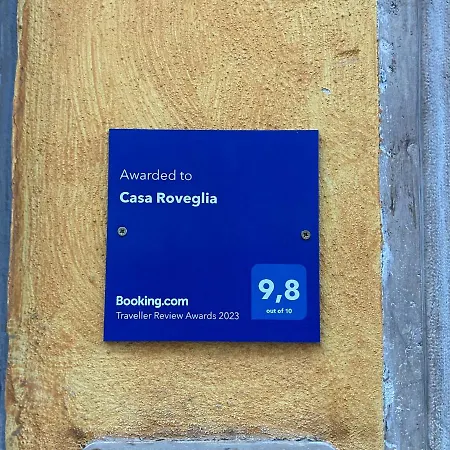 Awarded to
Casa Roveglia
Booking.com
Traveller Review Awards 2023
9,8
out of 10